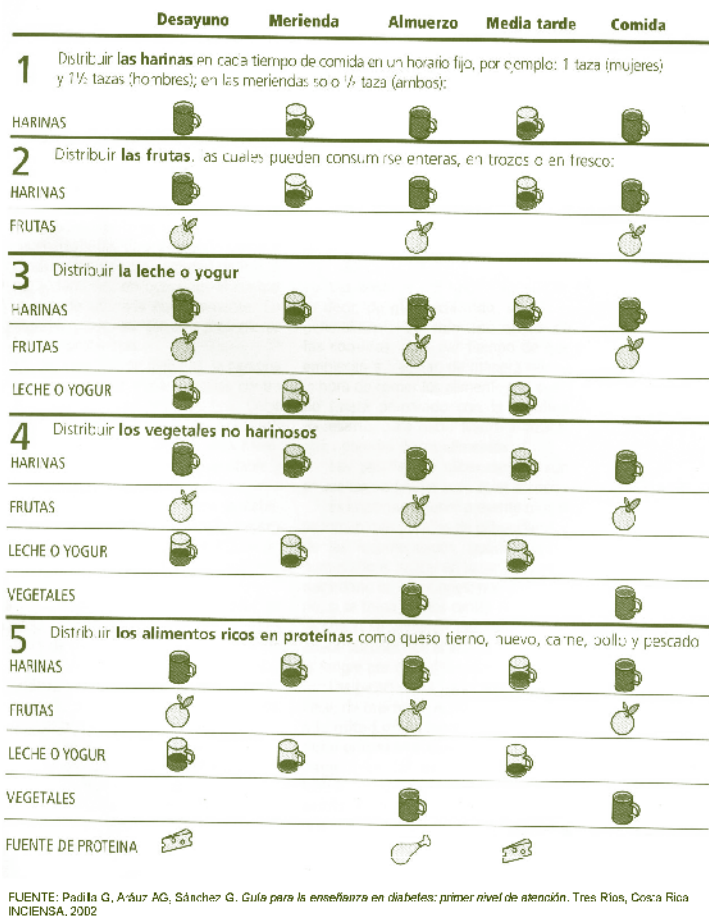 Desayuno Merienda Almuerzo Media tarde Comida
1 Distribuir las harinas en cada tiempo de comida en un horario fijo, por ejemplo: 1 taza (mujeres)
y 1½ tazas (hombres); en las meriendas solo ½ taza (ambos):
HARINAS
2 Distribuir las frutas, las cuales pueden consumirse enteras, en trozos o en fresco:
HARINAS
FRUTAS
3 Distribuir la leche o yogur
HARINAS
FRUTAS
LECHE O YOGUR
4 Distribuir los vegetales no harinosos
HARINAS
FRUTAS
LECHE O YOGUR
VEGETALES
5 Distribuir los alimentos ricos en proteínas como queso tierno, huevo, carne, pollo y pescado
HARINAS
FRUTAS
LECHE O YOGUR
VEGETALES
FUENTE DE PROTEINA
FUENTE: Padilla G, Aráuz AG, Sánchez G. Guía para la enseñanza en diabetes: primer nivel de atención. Tres Ríos, Costa Rica
INCIENSA, 2002